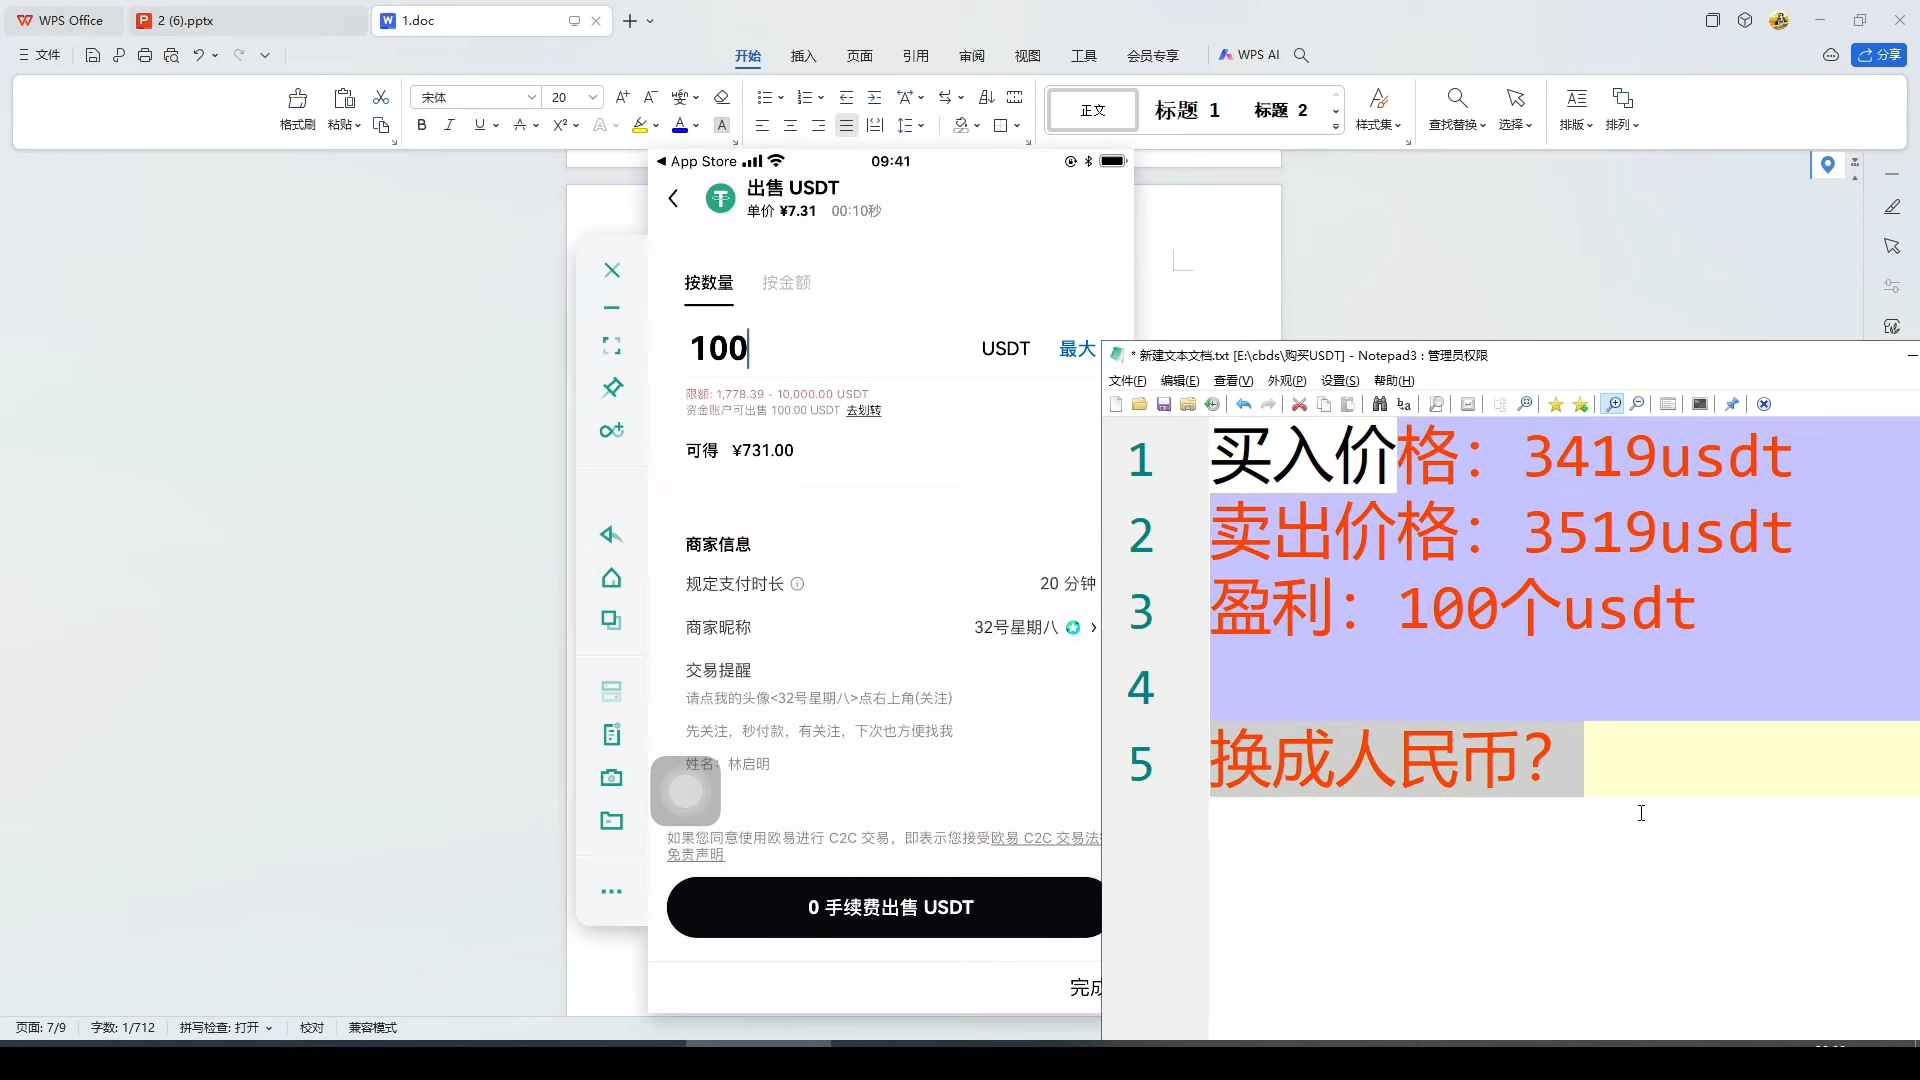 WPS Office
2 (6).pptx
1.doc
文件
开始 插入 页面 引用 审阅 视图 工具 会员专享 WPS AI
分享
格式刷
粘贴
宋体
20
正文
标题 1
标题 2
样式集
查找替换
选择
排版
排列
App Store
09:41
出售 USDT
单价 ¥7.31 00:10秒
按数量 按金额
100 USDT 最大
限额: 1,778.39 - 10,000.00 USDT
资金账户可出售 100.00 USDT 去划转
可得 ¥731.00
商家信息
规定支付时长 20 分钟
商家昵称 32号星期八
交易提醒
请点我的头像<32号星期八>点右上角(关注)
先关注，秒付款，有关注，下次也方便找我
姓名：林启明
如果您同意使用欧易进行 C2C 交易，即表示您接受欧易 C2C 交易法
免责声明
0 手续费出售 USDT
完成
* 新建文本文档.txt [E:\cbds\购买USDT] - Notepad3 : 管理员权限
文件(F) 编辑(E) 查看(V) 外观(P) 设置(S) 帮助(H)
1 买入价格：3419usdt
2 卖出价格：3519usdt
3 盈利：100个usdt
4
5 换成人民币？
页面: 7/9 字数: 1/712 拼写检查: 打开 校对 兼容模式